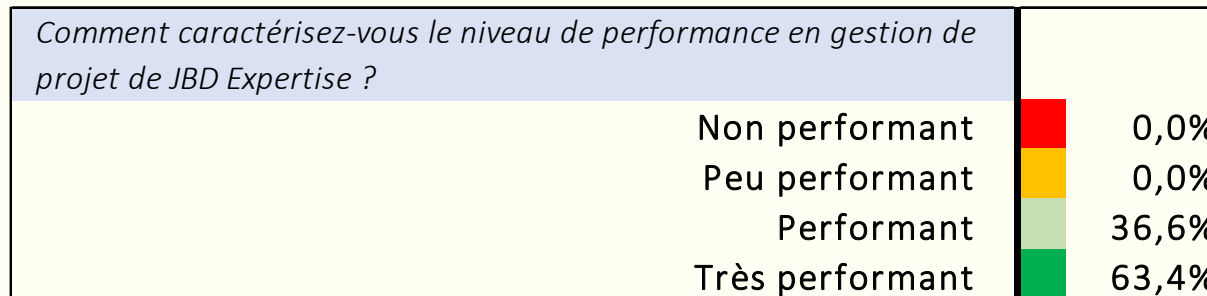 Comment caractérisez-vous le niveau de performance en gestion de
projet de JBD Expertise ?
Non performant 0,0%
Peu performant 0,0%
Performant 36,6%
Très performant 63,4%